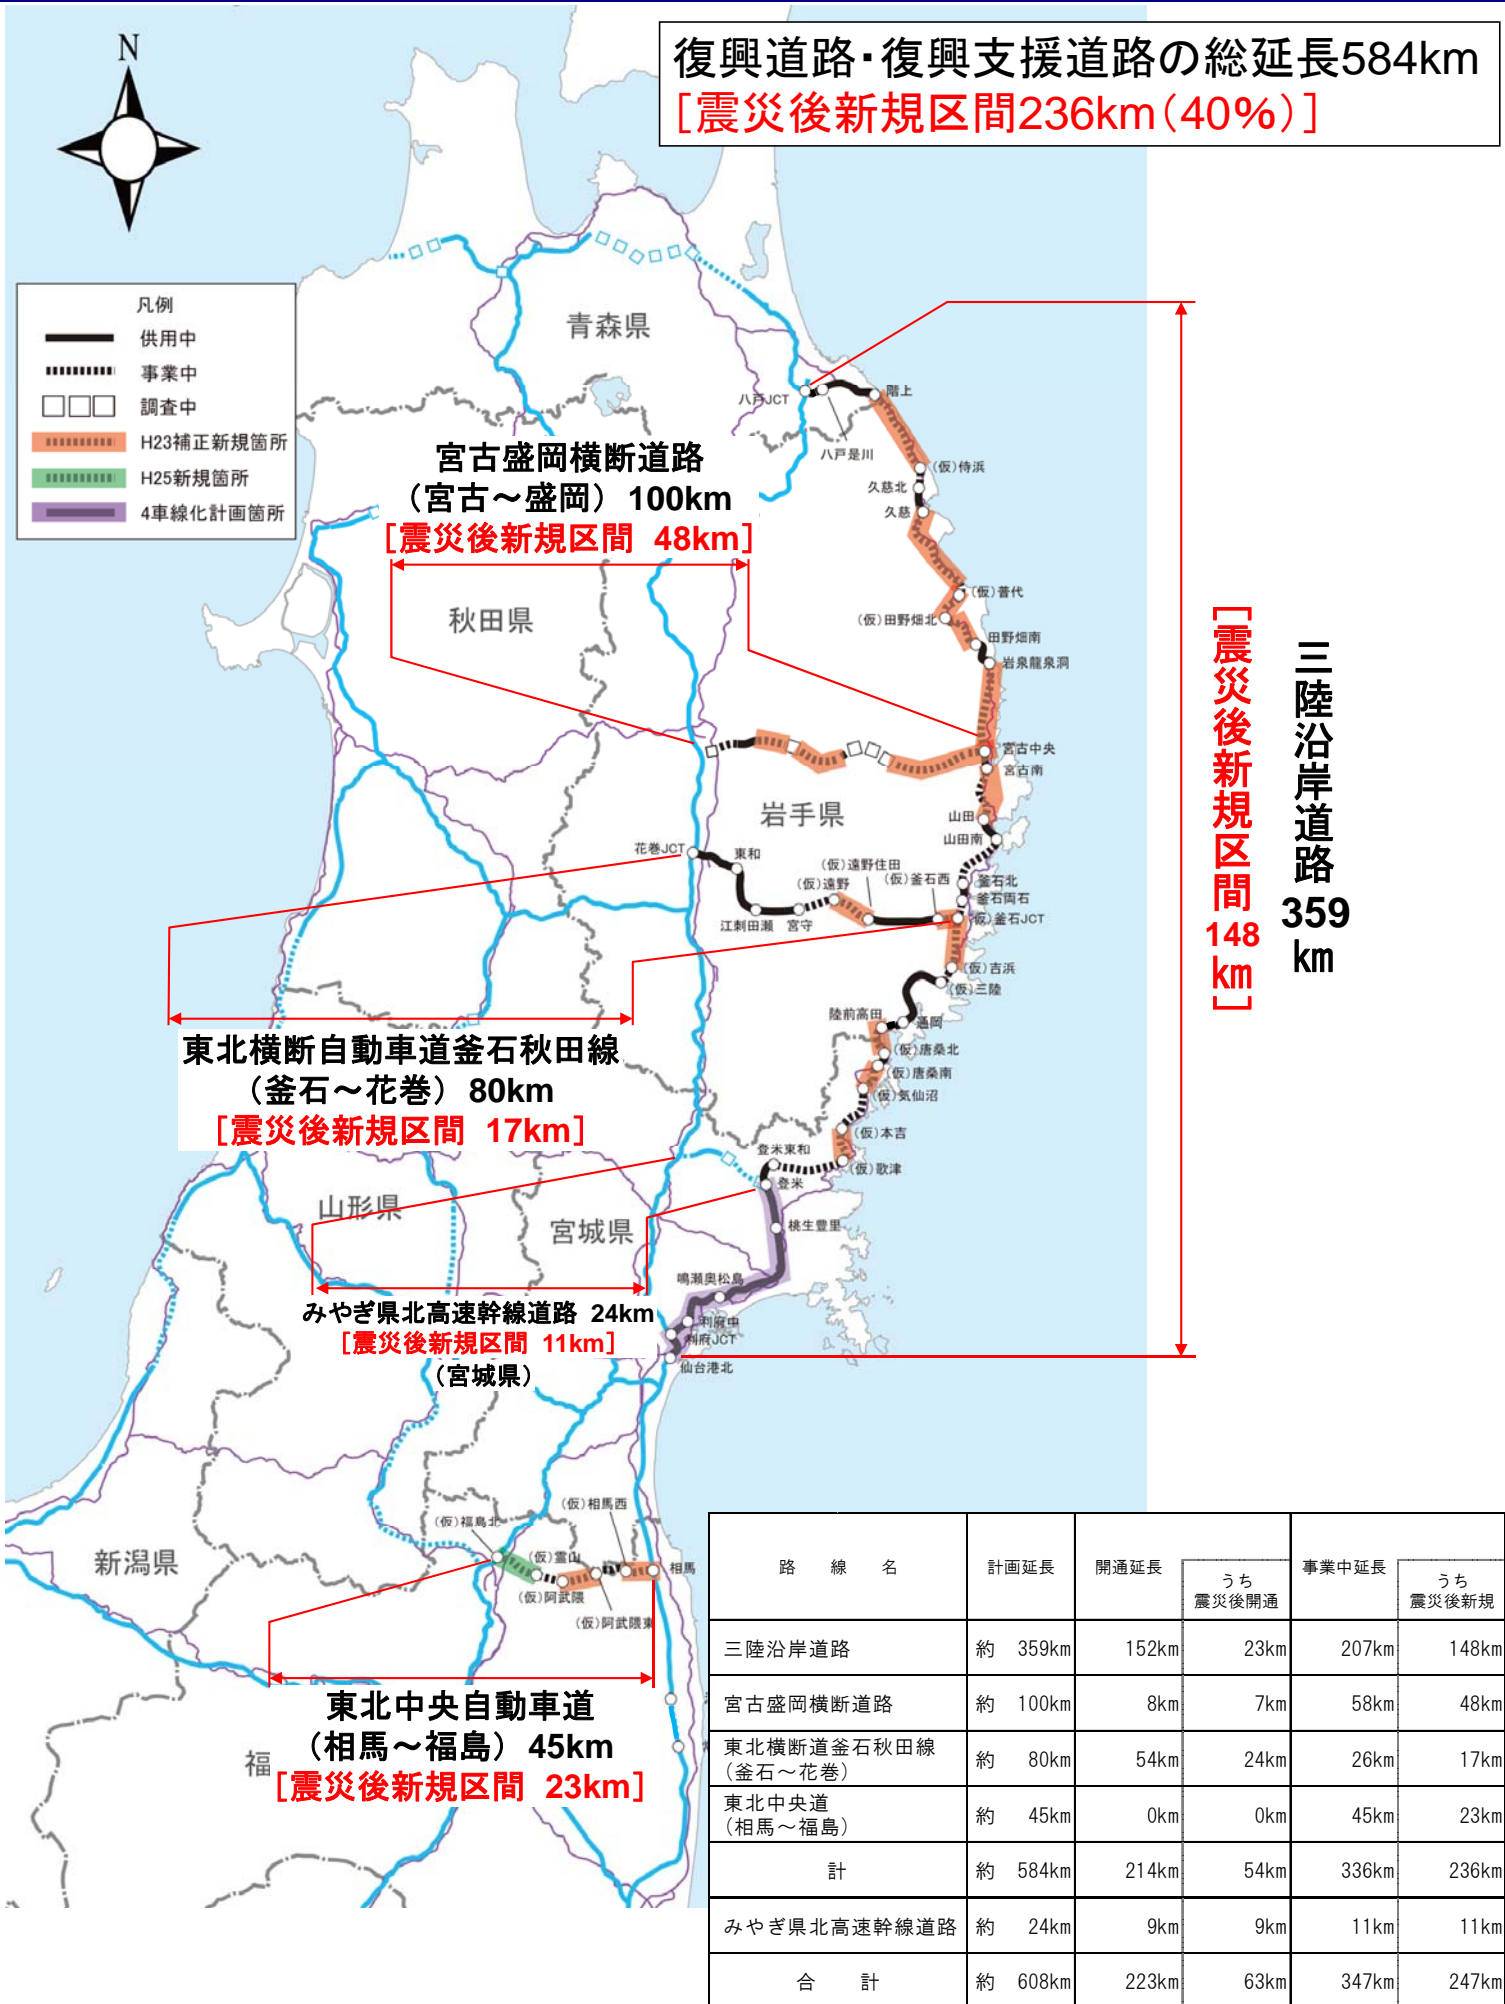 復興道路・復興支援道路の総延長584km
[震災後新規区間236km(40%)]
N
凡例
供用中
事業中
調査中
H23補正新規箇所
H25新規箇所
4車線化計画箇所
青森県
八戸JCT
階上
八戸是川
(仮)侍浜
久慈北
久慈
宮古盛岡横断道路
(宮古～盛岡) 100km
[震災後新規区間 48km]
(仮)普代
(仮)田野畑北
田野畑南
岩泉龍泉洞
秋田県
宮古中央
宮古南
岩手県
山田
山田南
花巻JCT
東和
(仮)遠野住田
(仮)遠野
(仮)釜石西
釜石北
釜石両石
(仮)釜石JCT
江刺田瀬
宮守
(仮)吉浜
(仮)三陸
陸前高田
通岡
(仮)唐桑北
(仮)唐桑南
(仮)気仙沼
(仮)本吉
(仮)歌津
三陸沿岸道路 359km
[震災後新規区間 148km]
東北横断自動車道釜石秋田線
(釜石～花巻) 80km
[震災後新規区間 17km]
登米東和
登米
山形県
宮城県
桃生豊里
鳴瀬奥松島
利府中
利府JCT
仙台港北
みやぎ県北高速幹線道路 24km
[震災後新規区間 11km]
(宮城県)
新潟県
(仮)相馬西
(仮)福島北
(仮)霊山
相馬
(仮)阿武隈
(仮)阿武隈東
福
東北中央自動車道
(相馬～福島) 45km
[震災後新規区間 23km]
路 線 名 計画延長 開通延長 うち震災後開通 事業中延長 うち震災後新規
三陸沿岸道路 約 359km 152km 23km 207km 148km
宮古盛岡横断道路 約 100km 8km 7km 58km 48km
東北横断道釜石秋田線
(釜石～花巻) 約 80km 54km 24km 26km 17km
東北中央道
(相馬～福島) 約 45km 0km 0km 45km 23km
計 約 584km 214km 54km 336km 236km
みやぎ県北高速幹線道路 約 24km 9km 9km 11km 11km
合 計 約 608km 223km 63km 347km 247km